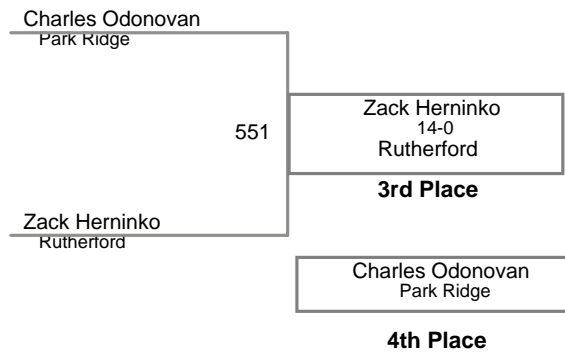 Charles Odonovan
Park Ridge
551
Zack Herninko
14-0
Rutherford
3rd Place
Zack Herninko
Rutherford
Charles Odonovan
Park Ridge
4th Place